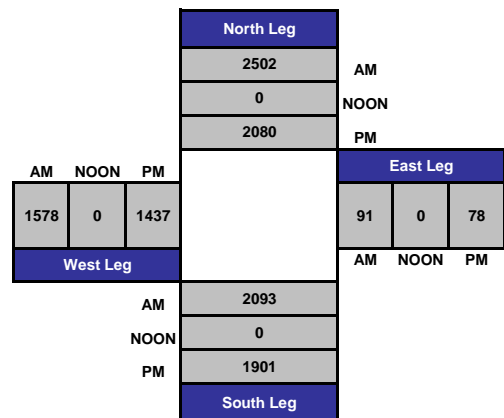 North Leg
2502 AM
0 NOON
2080 PM
AM NOON PM
East Leg
1578 0 1437
91 0 78
West Leg
AM NOON PM
AM 2093
NOON 0
PM 1901
South Leg